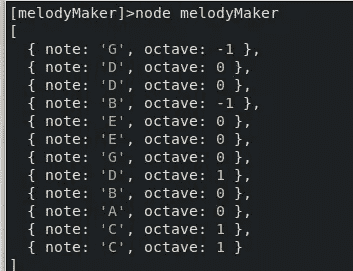 [melodyMaker]>node melodyMaker
[
  { note: 'G', octave: -1 },
  { note: 'D', octave: 0 },
  { note: 'D', octave: 0 },
  { note: 'B', octave: -1 },
  { note: 'E', octave: 0 },
  { note: 'E', octave: 0 },
  { note: 'G', octave: 0 },
  { note: 'D', octave: 1 },
  { note: 'B', octave: 0 },
  { note: 'A', octave: 0 },
  { note: 'C', octave: 1 },
  { note: 'C', octave: 1 }
]